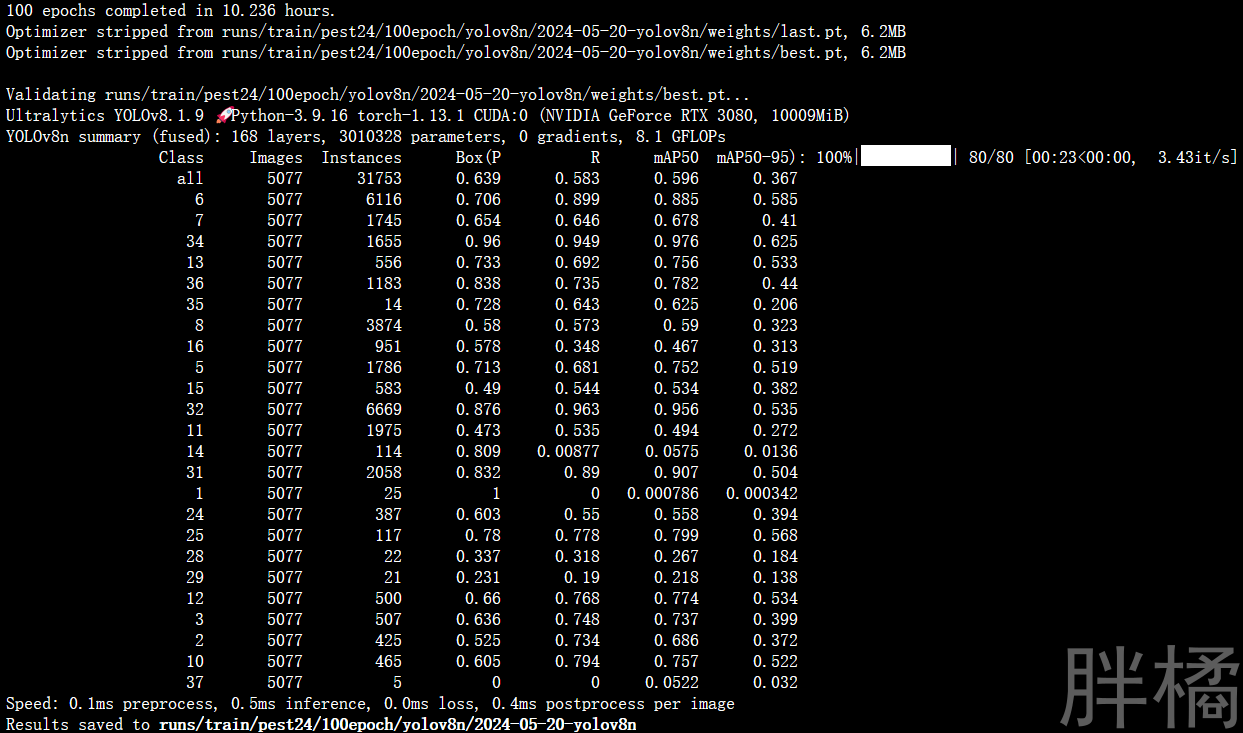 100 epochs completed in 10.236 hours.
Optimizer stripped from runs/train/pest24/100epoch/yolov8n/2024-05-20-yolov8n/weights/last.pt, 6.2MB
Optimizer stripped from runs/train/pest24/100epoch/yolov8n/2024-05-20-yolov8n/weights/best.pt, 6.2MB
Validating runs/train/pest24/100epoch/yolov8n/2024-05-20-yolov8n/weights/best.pt...
Ultralytics YOLOv8.1.9 🚀Python-3.9.16 torch-1.13.1 CUDA:0 (NVIDIA GeForce RTX 3080, 10009MiB)
YOLOv8n summary (fused): 168 layers, 3010328 parameters, 0 gradients, 8.1 GFLOPs
Class Images Instances Box(P R mAP50 mAP50-95): 100%|██████████| 80/80 [00:23<00:00, 3.43it/s]
all 5077 31753 0.639 0.583 0.596 0.367
6 5077 6116 0.706 0.899 0.885 0.585
7 5077 1745 0.654 0.646 0.678 0.41
34 5077 1655 0.96 0.949 0.976 0.625
13 5077 556 0.733 0.692 0.756 0.533
36 5077 1183 0.838 0.735 0.782 0.44
35 5077 14 0.728 0.643 0.625 0.206
8 5077 3874 0.58 0.573 0.59 0.323
16 5077 951 0.578 0.348 0.467 0.313
5 5077 1786 0.713 0.681 0.752 0.519
15 5077 583 0.49 0.544 0.534 0.382
32 5077 6669 0.876 0.963 0.956 0.535
11 5077 1975 0.473 0.535 0.494 0.272
14 5077 114 0.809 0.00877 0.0575 0.0136
31 5077 2058 0.832 0.89 0.907 0.504
1 5077 25 1 0 0.000786 0.000342
24 5077 387 0.603 0.55 0.558 0.394
25 5077 117 0.78 0.778 0.799 0.568
28 5077 22 0.337 0.318 0.267 0.184
29 5077 21 0.231 0.19 0.218 0.138
12 5077 500 0.66 0.768 0.774 0.534
3 5077 507 0.636 0.748 0.737 0.399
2 5077 425 0.525 0.734 0.686 0.372
10 5077 465 0.605 0.794 0.757 0.522
37 5077 5 0 0 0.0522 0.032
Speed: 0.1ms preprocess, 0.5ms inference, 0.0ms loss, 0.4ms postprocess per image
Results saved to runs/train/pest24/100epoch/yolov8n/2024-05-20-yolov8n
胖橘